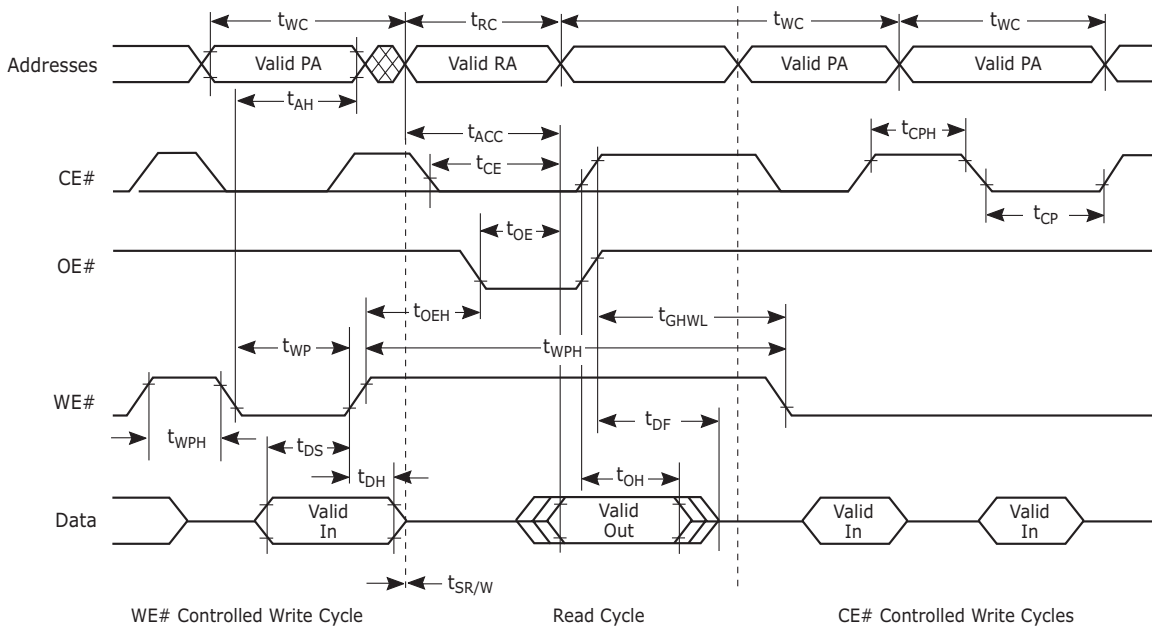 tWC tRC tWC tWC
Addresses Valid PA Valid RA Valid PA Valid PA
tAH
tACC tCPH
CE# tCE
tCP
tOE
OE#
tOEH tGHWL
tWP tWPH
WE#
tWPH tDS tDF
tDH tOH
Data Valid In Valid Out Valid In Valid In
tSR/W
WE# Controlled Write Cycle Read Cycle CE# Controlled Write Cycles